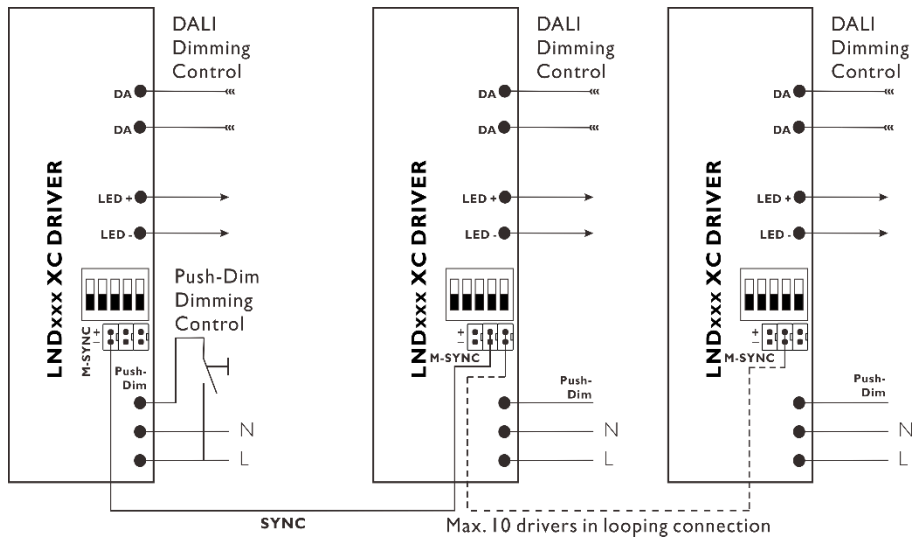 DALI
Dimming
Control
DA
DA
LNDxxx XC DRIVER
LED +
LED -
Push-Dim
Dimming
Control
+
−
M-SYNC
Push-
Dim
N
L
DALI
Dimming
Control
DA
DA
LNDxxx XC DRIVER
LED +
LED -
+
−
M-SYNC
Push-
Dim
N
L
DALI
Dimming
Control
DA
DA
LNDxxx XC DRIVER
LED +
LED -
+
−
M-SYNC
Push-
Dim
N
L
SYNC
Max. 10 drivers in looping connection